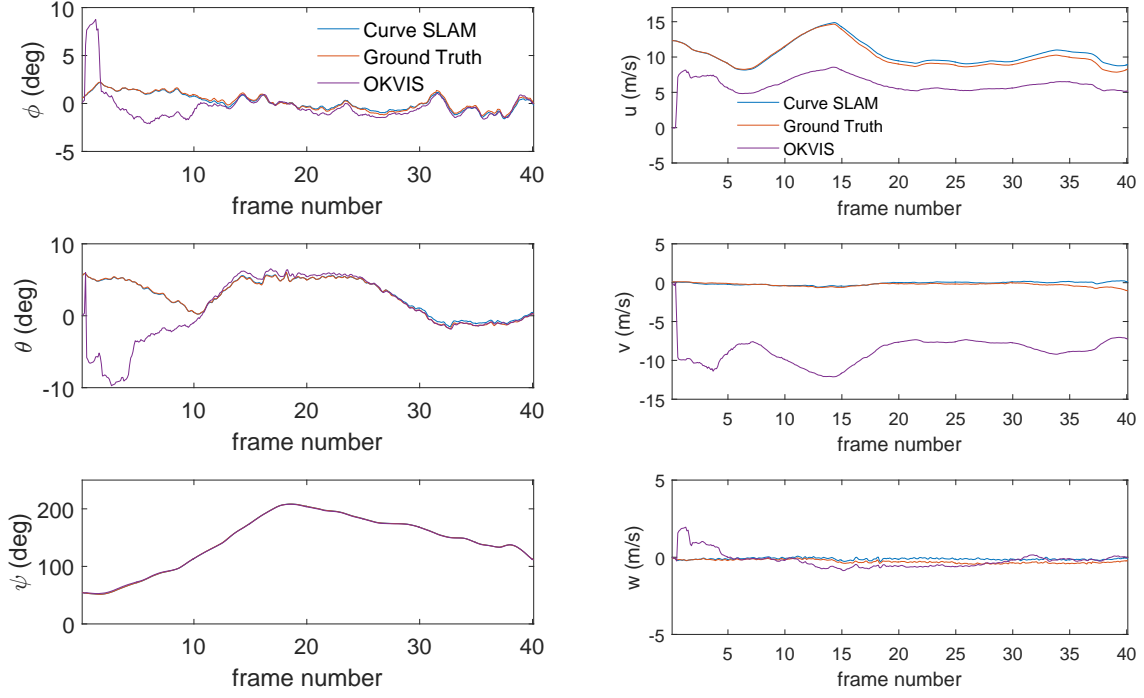 10
5
0
-5
ϕ (deg)
Curve SLAM
Ground Truth
OKVIS
10 20 30 40
frame number
10
0
-10
θ (deg)
10 20 30 40
frame number
200
100
0
ψ (deg)
10 20 30 40
frame number
15
10
5
0
-5
u (m/s)
Curve SLAM
Ground Truth
OKVIS
5 10 15 20 25 30 35 40
frame number
5
0
-5
-10
-15
v (m/s)
5 10 15 20 25 30 35 40
frame number
5
0
-5
w (m/s)
5 10 15 20 25 30 35 40
frame number